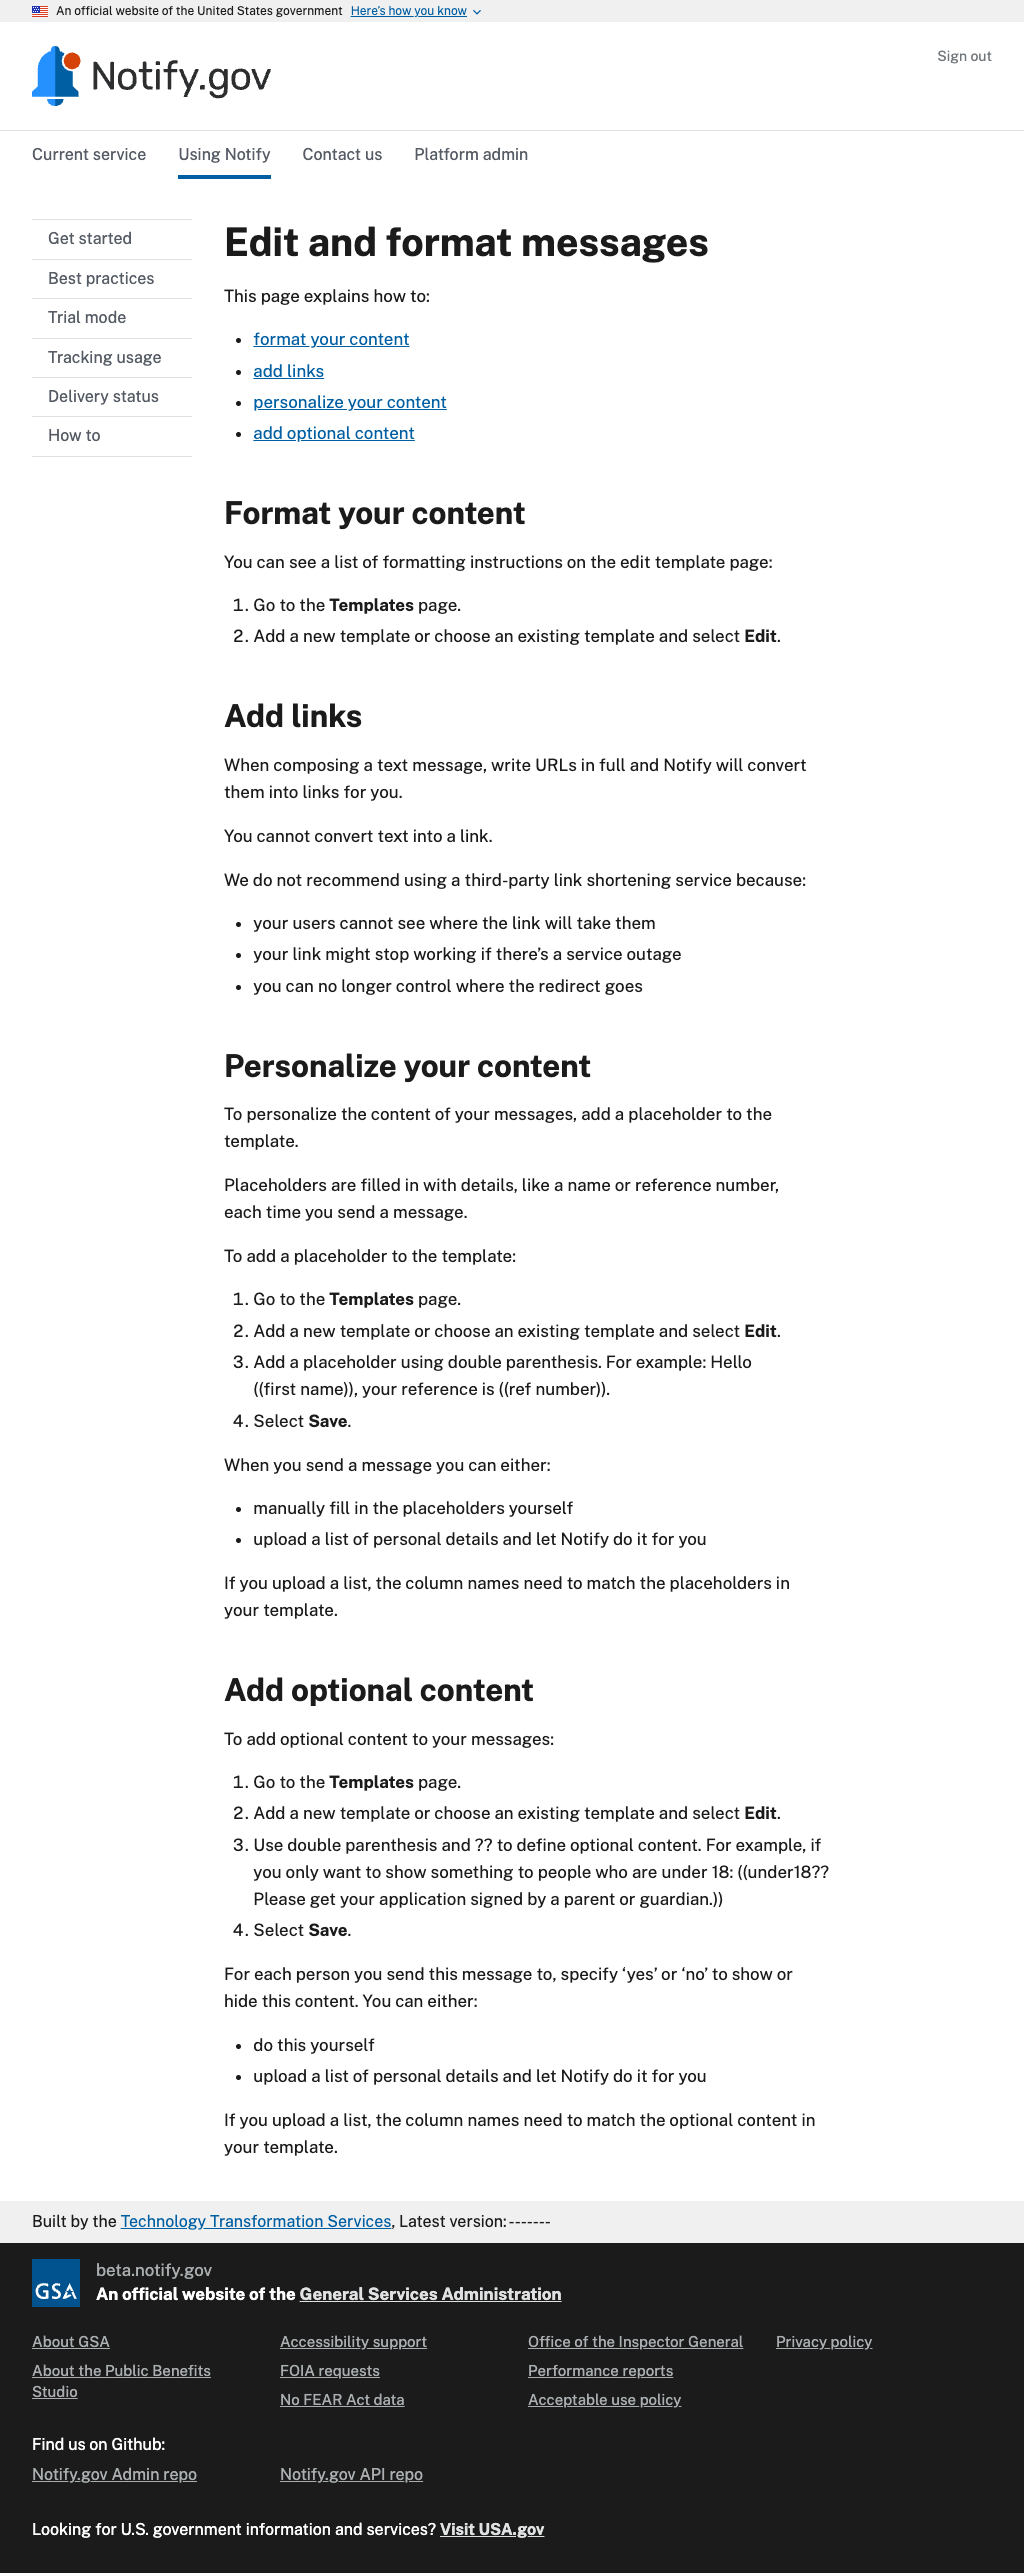 An official website of the United States government Here's how you know
Notify.gov
Sign out
Current service Using Notify Contact us Platform admin
Get started
Best practices
Trial mode
Tracking usage
Delivery status
How to
Edit and format messages
This page explains how to:
• format your content
• add links
• personalize your content
• add optional content
Format your content
You can see a list of formatting instructions on the edit template page:
1. Go to the Templates page.
2. Add a new template or choose an existing template and select Edit.
Add links
When composing a text message, write URLs in full and Notify will convert
them into links for you.
You cannot convert text into a link.
We do not recommend using a third-party link shortening service because:
• your users cannot see where the link will take them
• your link might stop working if there’s a service outage
• you can no longer control where the redirect goes
Personalize your content
To personalize the content of your messages, add a placeholder to the
template.
Placeholders are filled in with details, like a name or reference number,
each time you send a message.
To add a placeholder to the template:
1. Go to the Templates page.
2. Add a new template or choose an existing template and select Edit.
3. Add a placeholder using double parenthesis. For example: Hello
((first name)), your reference is ((ref number)).
4. Select Save.
When you send a message you can either:
• manually fill in the placeholders yourself
• upload a list of personal details and let Notify do it for you
If you upload a list, the column names need to match the placeholders in
your template.
Add optional content
To add optional content to your messages:
1. Go to the Templates page.
2. Add a new template or choose an existing template and select Edit.
3. Use double parenthesis and ?? to define optional content. For example, if
you only want to show something to people who are under 18: ((under18??
Please get your application signed by a parent or guardian.))
4. Select Save.
For each person you send this message to, specify ‘yes’ or ‘no’ to show or
hide this content. You can either:
• do this yourself
• upload a list of personal details and let Notify do it for you
If you upload a list, the column names need to match the optional content in
your template.
Built by the Technology Transformation Services, Latest version:-------
GSA
beta.notify.gov
An official website of the General Services Administration
About GSA
About the Public Benefits
Studio
Accessibility support
FOIA requests
No FEAR Act data
Office of the Inspector General
Performance reports
Acceptable use policy
Privacy policy
Find us on Github:
Notify.gov Admin repo Notify.gov API repo
Looking for U.S. government information and services? Visit USA.gov